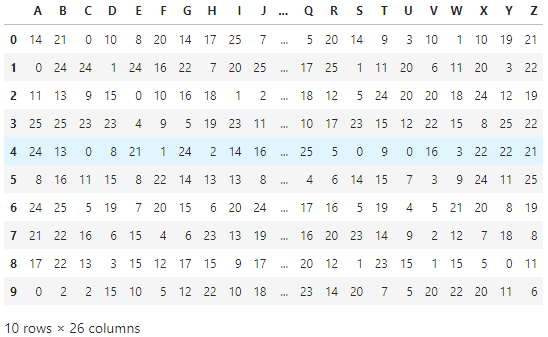 A B C D E F G H I J ... Q R S T U V W X Y Z
0 14 21 0 10 8 20 14 17 25 7 ... 5 20 14 9 3 10 1 10 19 21
1 0 24 24 1 24 16 22 7 20 25 ... 17 25 1 11 20 6 11 20 3 22
2 11 13 9 15 0 10 16 18 1 2 ... 18 12 5 24 20 20 18 24 12 19
3 25 25 23 23 4 9 5 19 23 11 ... 10 17 23 15 12 22 15 8 25 22
4 24 13 0 8 21 1 24 2 14 16 ... 25 5 0 9 0 16 3 22 22 21
5 8 16 11 15 8 22 14 13 13 8 ... 4 6 14 15 7 3 9 24 11 25
6 24 25 5 19 7 20 15 6 20 24 ... 17 16 5 19 4 5 21 20 8 19
7 21 22 16 6 15 4 6 23 13 19 ... 16 20 23 14 9 2 12 7 18 8
8 17 22 13 3 15 12 17 15 9 17 ... 20 12 1 23 15 1 15 5 0 11
9 0 2 2 15 10 5 12 22 10 18 ... 23 14 20 7 5 20 22 20 11 6
10 rows × 26 columns